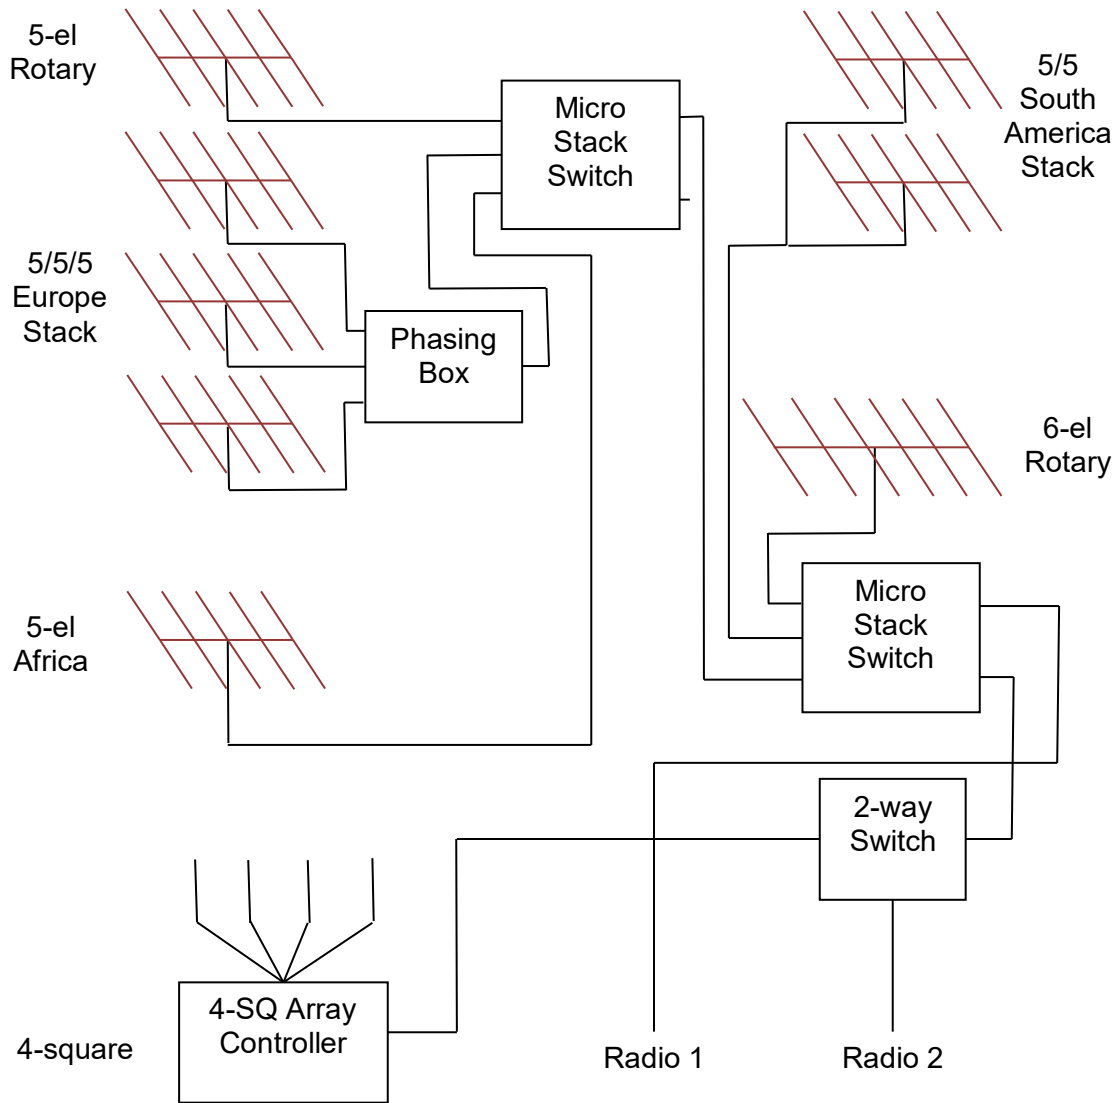 5-el
Rotary
Micro
Stack
Switch
5/5
South
America
Stack
5/5/5
Europe
Stack
Phasing
Box
6-el
Rotary
Micro
Stack
Switch
5-el
Africa
2-way
Switch
4-SQ Array
Controller
4-square
Radio 1
Radio 2